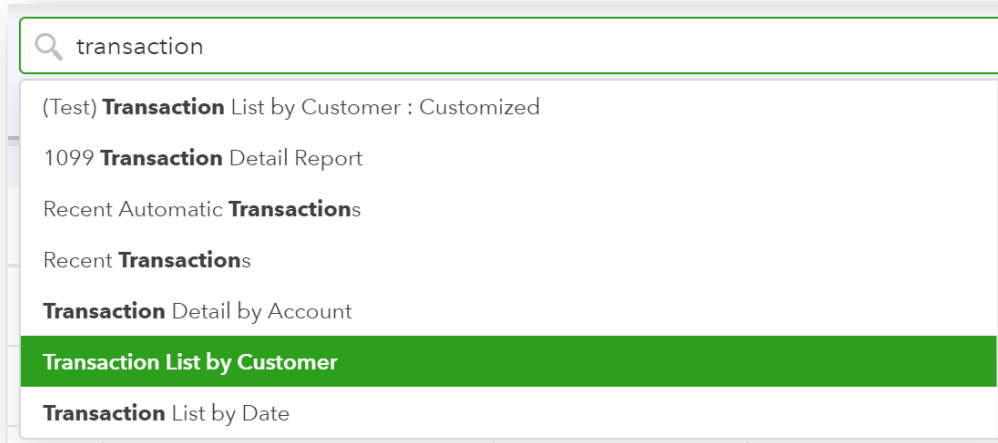 transaction
(Test) Transaction List by Customer : Customized
1099 Transaction Detail Report
Recent Automatic Transactions
Recent Transactions
Transaction Detail by Account
Transaction List by Customer
Transaction List by Date